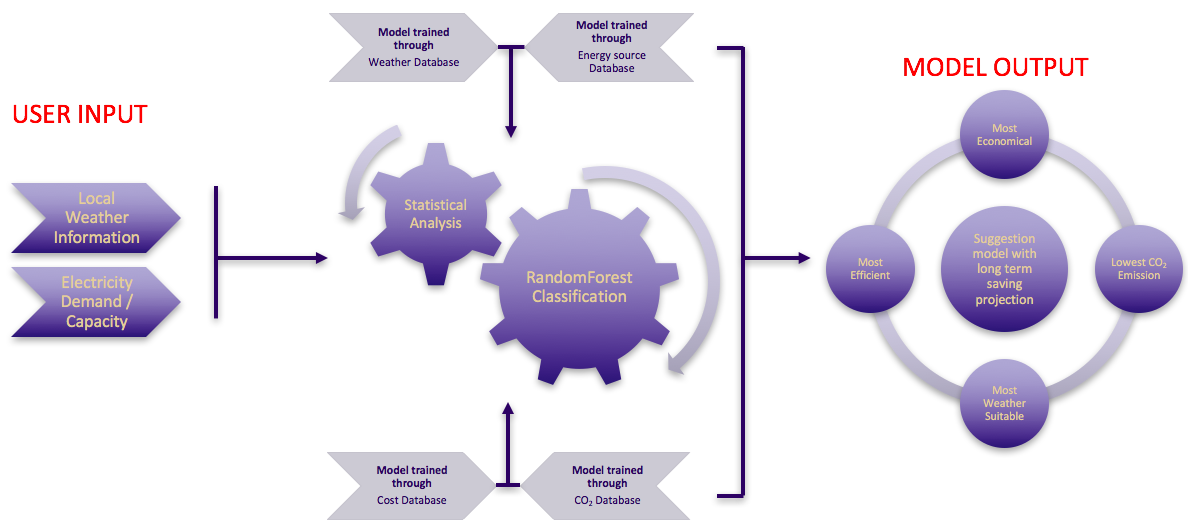 Model trained
through
Weather Database
Model trained
through
Energy source
Database
USER INPUT
MODEL OUTPUT
Local
Weather
Information
Electricity
Demand /
Capacity
Statistical
Analysis
RandomForest
Classification
Most
Economical
Most
Efficient
Suggestion
model with
long term
saving
projection
Lowest CO₂
Emission
Most
Weather
Suitable
Model trained
through
Cost Database
Model trained
through
CO₂ Database